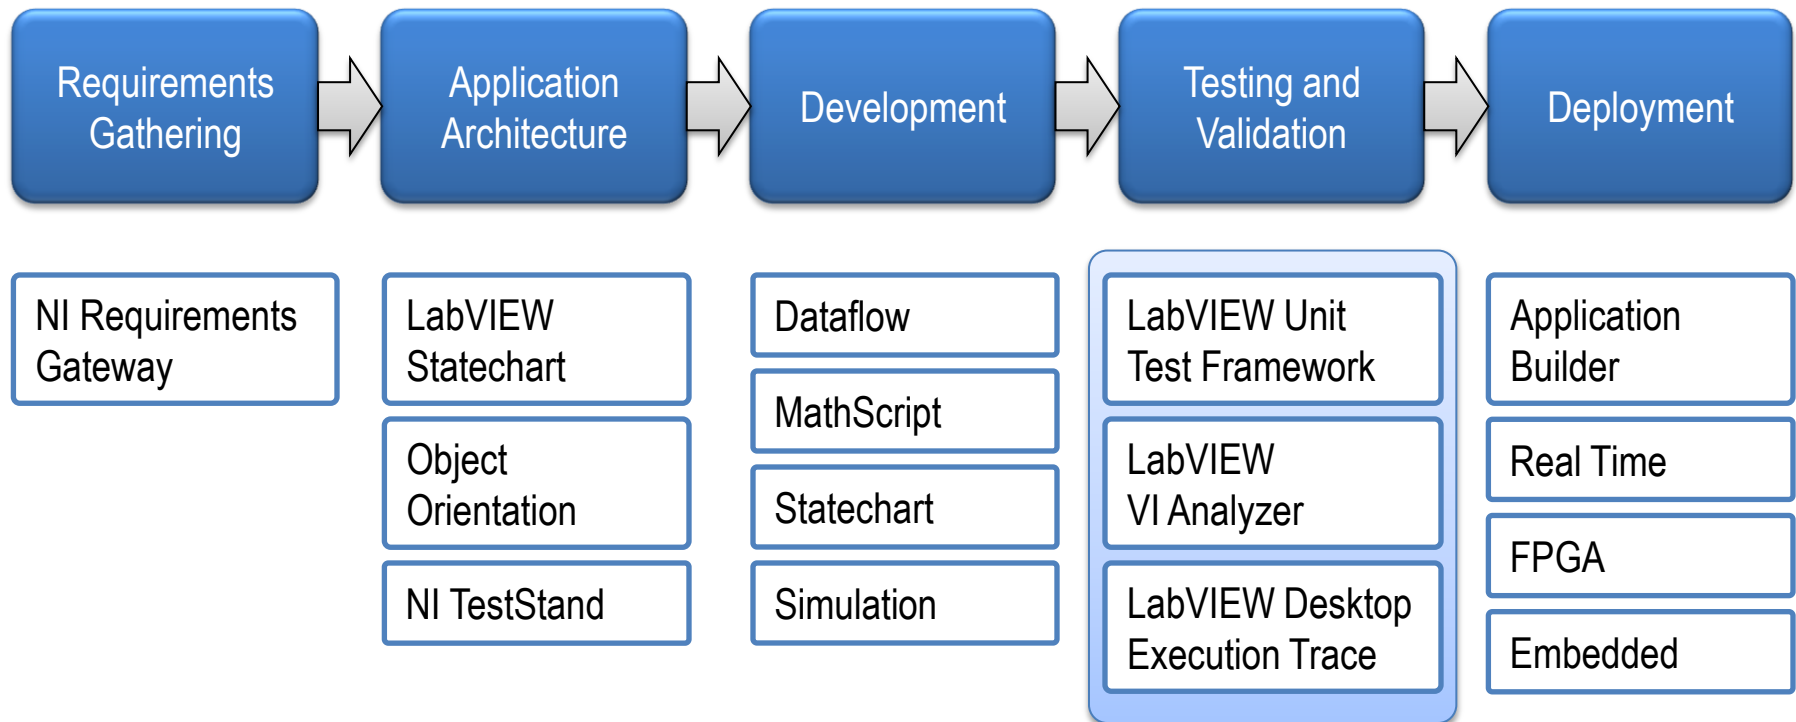 Requirements
Gathering
Application
Architecture
Development
Testing and
Validation
Deployment
NI Requirements
Gateway
LabVIEW
Statechart
Object
Orientation
NI TestStand
Dataflow
MathScript
Statechart
Simulation
LabVIEW Unit
Test Framework
LabVIEW
VI Analyzer
LabVIEW Desktop
Execution Trace
Application
Builder
Real Time
FPGA
Embedded